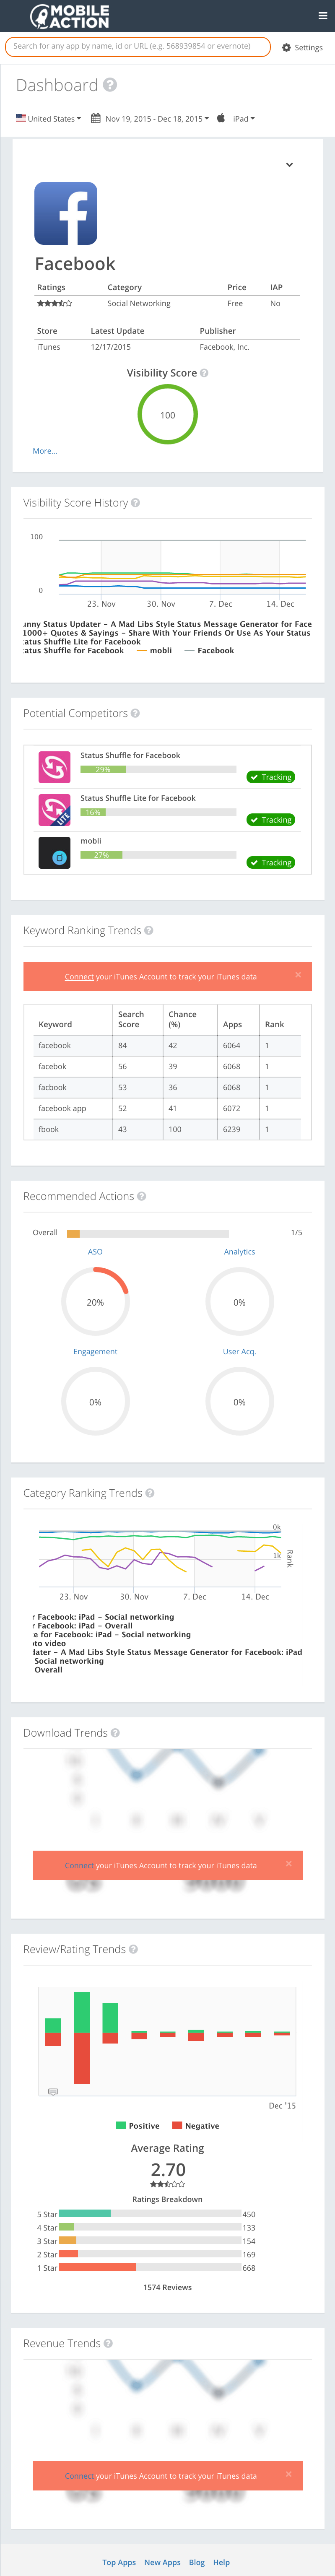 MOBILE
ACTION
Search for any app by name, id or URL (e.g. 568939854 or evernote)
Settings
Dashboard ?
United States
Nov 19, 2015 - Dec 18, 2015
iPad
Facebook
Ratings Category Price IAP
Social Networking Free No
Store Latest Update Publisher
iTunes 12/17/2015 Facebook, Inc.
Visibility Score ?
100
More...
Visibility Score History ?
100
0
23. Nov 30. Nov 7. Dec 14. Dec
unny Status Updater - A Mad Libs Style Status Message Generator for Face
1000+ Quotes & Sayings - Share With Your Friends Or Use As Your Status
tatus Shuffle Lite for Facebook
tatus Shuffle for Facebook mobli Facebook
Potential Competitors ?
Status Shuffle for Facebook
29%
Tracking
LITE
Status Shuffle Lite for Facebook
16%
Tracking
mobli
27%
Tracking
Keyword Ranking Trends ?
Connect your iTunes Account to track your iTunes data ×
Keyword Search Score Chance (%) Apps Rank
facebook 84 42 6064 1
facebok 56 39 6068 1
facbook 53 36 6068 1
facebook app 52 41 6072 1
fbook 43 100 6239 1
Recommended Actions ?
Overall 1/5
ASO Analytics
20% 0%
Engagement User Acq.
0% 0%
Category Ranking Trends ?
0k
1k
Rank
23. Nov 30. Nov 7. Dec 14. Dec
r Facebook: iPad - Social networking
r Facebook: iPad - Overall
te for Facebook: iPad - Social networking
oto video
dater - A Mad Libs Style Status Message Generator for Facebook: iPad
Social networking
Overall
Download Trends ?
Connect your iTunes Account to track your iTunes data ×
Review/Rating Trends ?
Dec '15
Positive Negative
Average Rating
2.70
Ratings Breakdown
5 Star 450
4 Star 133
3 Star 154
2 Star 169
1 Star 668
1574 Reviews
Revenue Trends ?
Connect your iTunes Account to track your iTunes data ×
Top Apps New Apps Blog Help